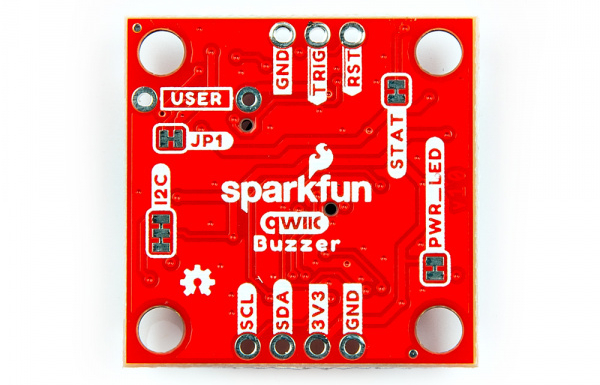 GND
TRIG
RST
USER
STAT
JP1
I2C
sparkfun
qwiic
Buzzer
PWR_LED
SCL
SDA
3V3
GND